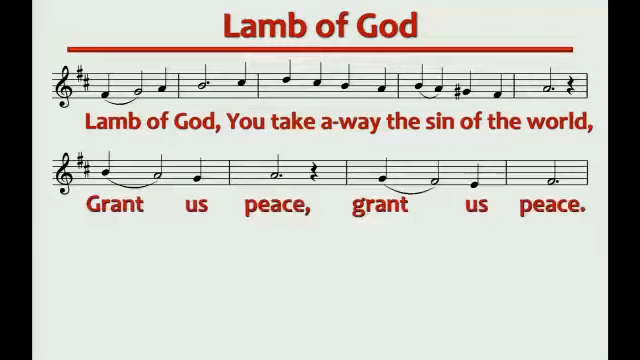 Lamb of God
Lamb of God, You take a-way the sin of the world,
Grant us peace, grant us peace.